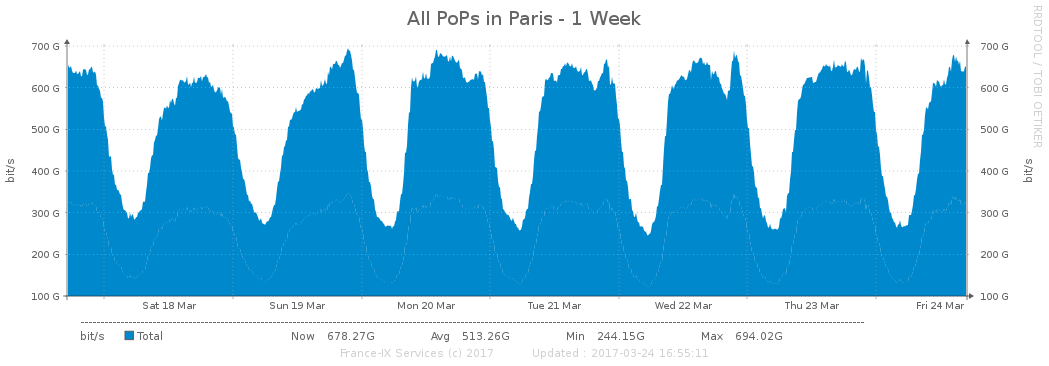 All PoPs in Paris - 1 Week
RRDTOOL / TOBI OETIKER
bit/s
700 G
600 G
500 G
400 G
300 G
200 G
100 G
700 G
600 G
500 G
400 G
300 G
200 G
100 G
bit/s
Sat 18 Mar Sun 19 Mar Mon 20 Mar Tue 21 Mar Wed 22 Mar Thu 23 Mar Fri 24 Mar
bit/s Total Now 678.27G Avg 513.26G Min 244.15G Max 694.02G
France-IX Services (c) 2017 Updated : 2017-03-24 16:55:11